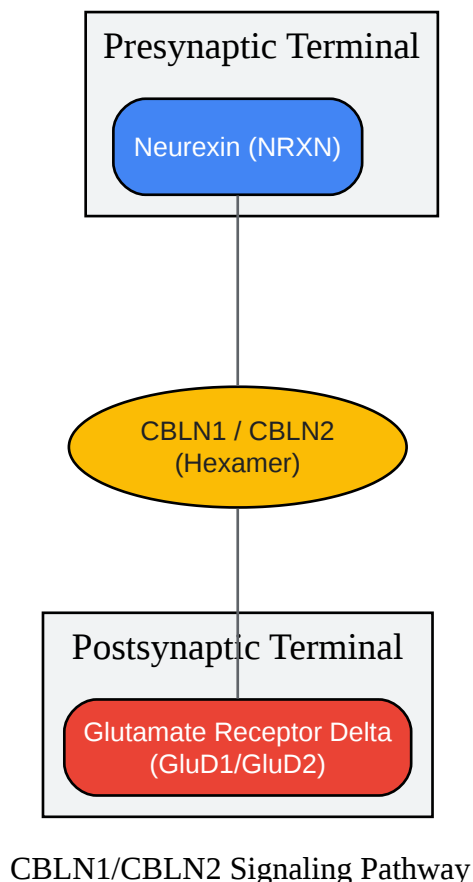 Presynaptic Terminal
Neurexin (NRXN)
CBLN1 / CBLN2
(Hexamer)
Postsynaptic Terminal
Glutamate Receptor Delta
(GluD1/GluD2)
CBLN1/CBLN2 Signaling Pathway